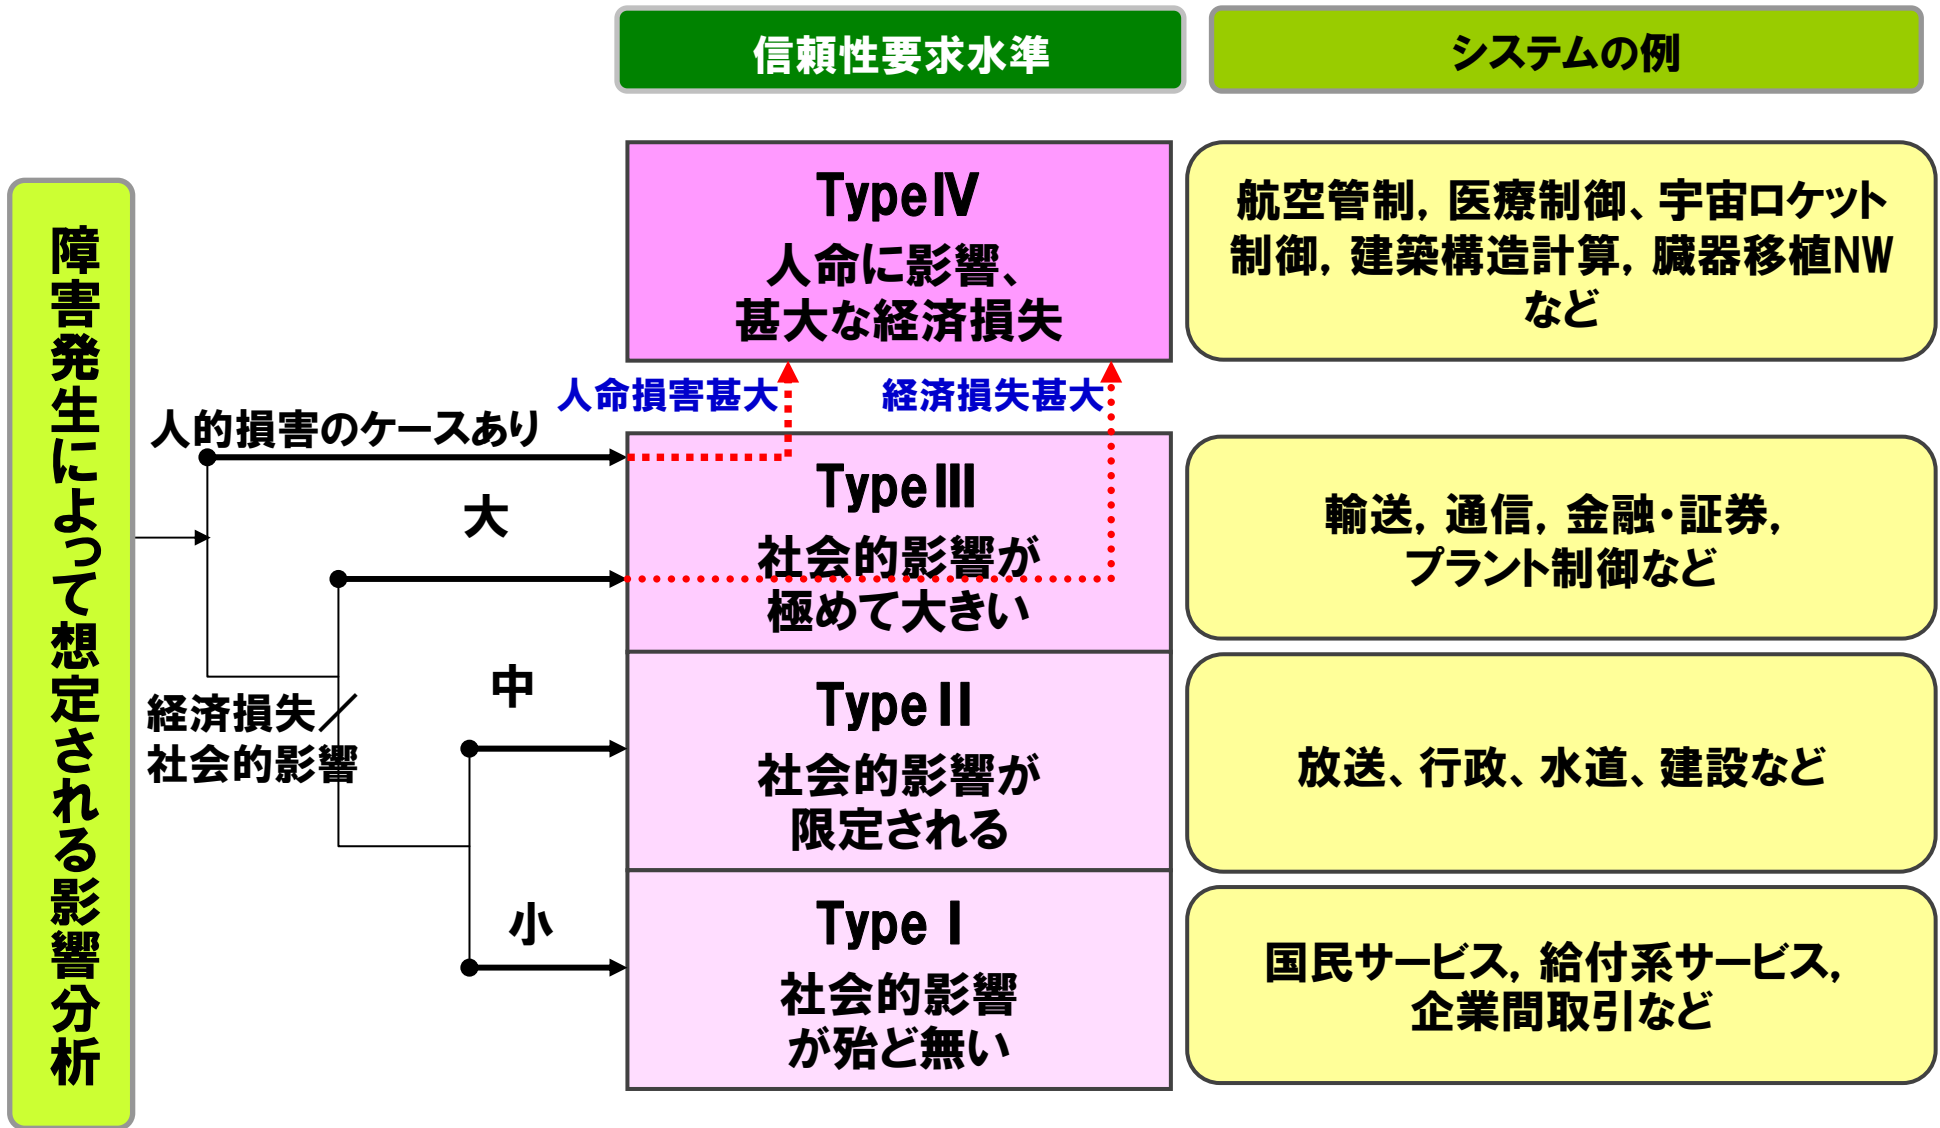 信頼性要求水準
システムの例
障害発生によって想定される影響分析
人的損害のケースあり
大
経済損失／
社会的影響
中
小
人命損害甚大
経済損失甚大
TypeⅣ
人命に影響、
甚大な経済損失
航空管制，医療制御、宇宙ロケット
制御，建築構造計算，臓器移植NW
など
TypeⅢ
社会的影響が
極めて大きい
輸送，通信，金融・証券，
プラント制御など
TypeⅡ
社会的影響が
限定される
放送、行政、水道、建設など
TypeⅠ
社会的影響
が殆ど無い
国民サービス，給付系サービス，
企業間取引など